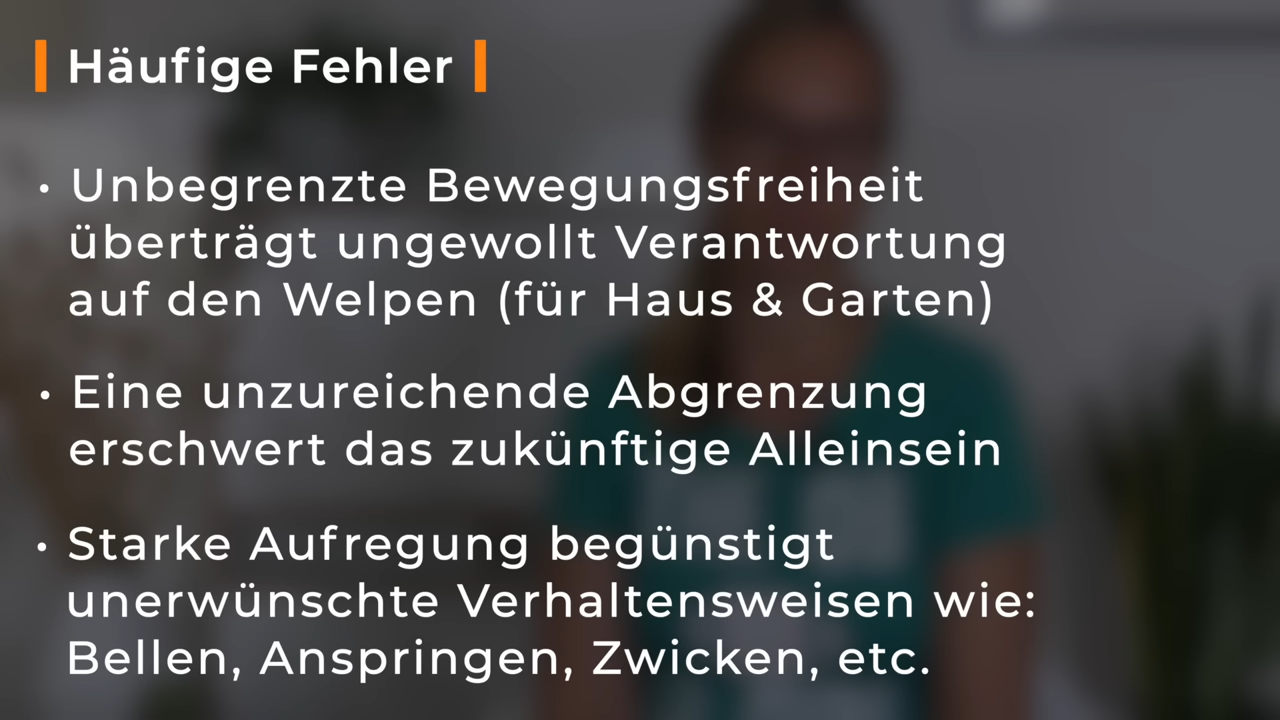 Häufige Fehler
• Unbegrenzte Bewegungsfreiheit
überträgt ungewollt Verantwortung
auf den Welpen (für Haus & Garten)
• Eine unzureichende Abgrenzung
erschwert das zukünftige Alleinsein
• Starke Aufregung begünstigt
unerwünschte Verhaltensweisen wie:
Bellen, Anspringen, Zwicken, etc.